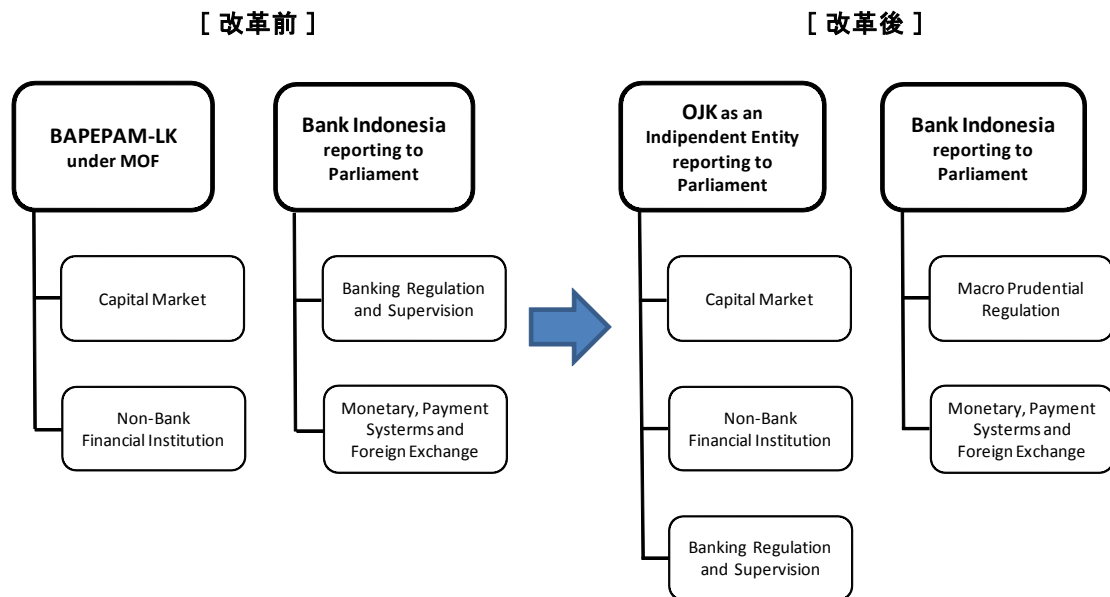 [ 改革前 ]
[ 改革後 ]
BAPEPAM-LK
under MOF
Bank Indonesia
reporting to
Parliament
OJK as an
Indipendent Entity
reporting to
Parliament
Bank Indonesia
reporting to
Parliament
Capital Market
Banking Regulation
and Supervision
Capital Market
Macro Prudential
Regulation
Non-Bank
Financial Institution
Monetary, Payment
Systerms and
Foreign Exchange
Non-Bank
Financial Institution
Monetary, Payment
Systerms and
Foreign Exchange
Banking Regulation
and Supervision